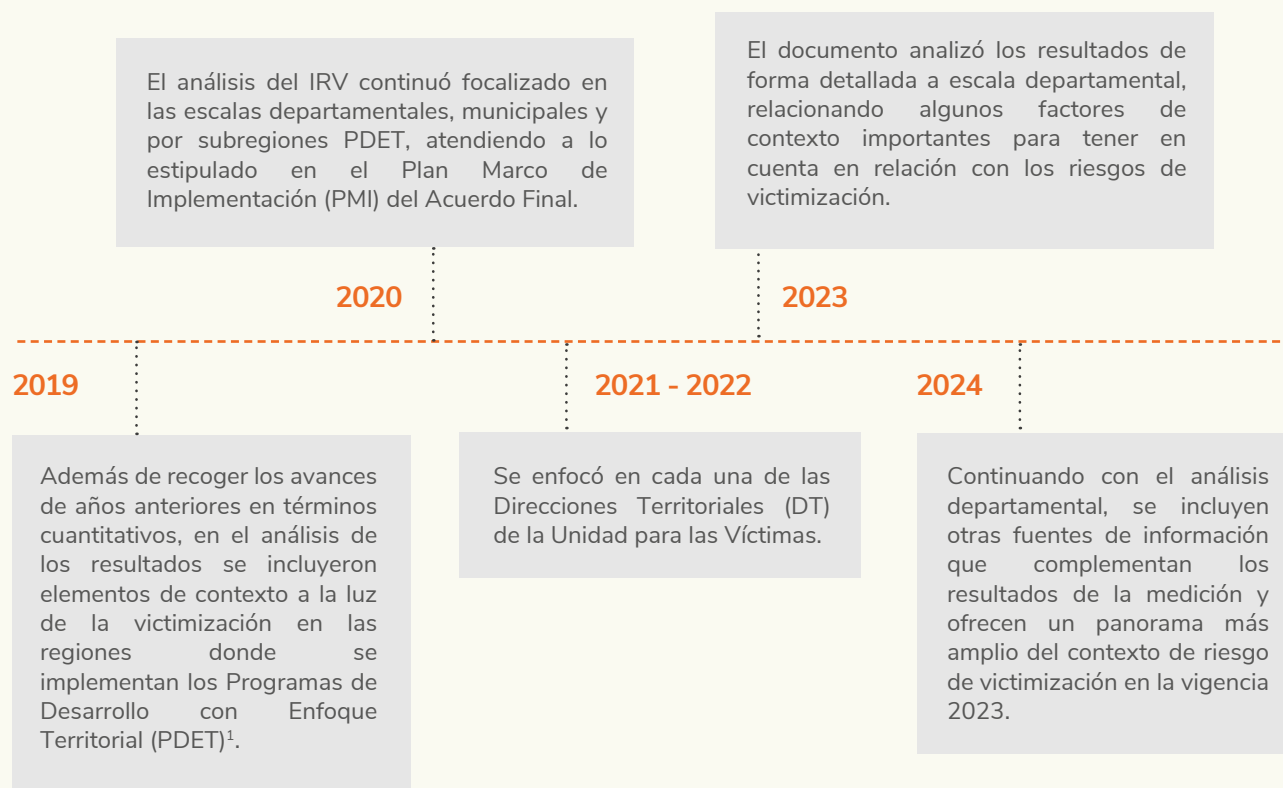 El análisis del IRV continuó focalizado en
las escalas departamentales, municipales y
por subregiones PDET, atendiendo a lo
estipulado en el Plan Marco de
Implementación (PMI) del Acuerdo Final.
El documento analizó los resultados de
forma detallada a escala departamental,
relacionando algunos factores de
contexto importantes para tener en
cuenta en relación con los riesgos de
victimización.
2020
2023
2019
2021 - 2022
2024
Además de recoger los avances
de años anteriores en términos
cuantitativos, en el análisis de
los resultados se incluyeron
elementos de contexto a la luz
de la victimización en las
regiones donde se
implementan los Programas de
Desarrollo con Enfoque
Territorial (PDET)¹.
Se enfocó en cada una de las
Direcciones Territoriales (DT)
de la Unidad para las Víctimas.
Continuando con el análisis
departamental, se incluyen
otras fuentes de información
que complementan los
resultados de la medición y
ofrecen un panorama más
amplio del contexto de riesgo
de victimización en la vigencia
2023.